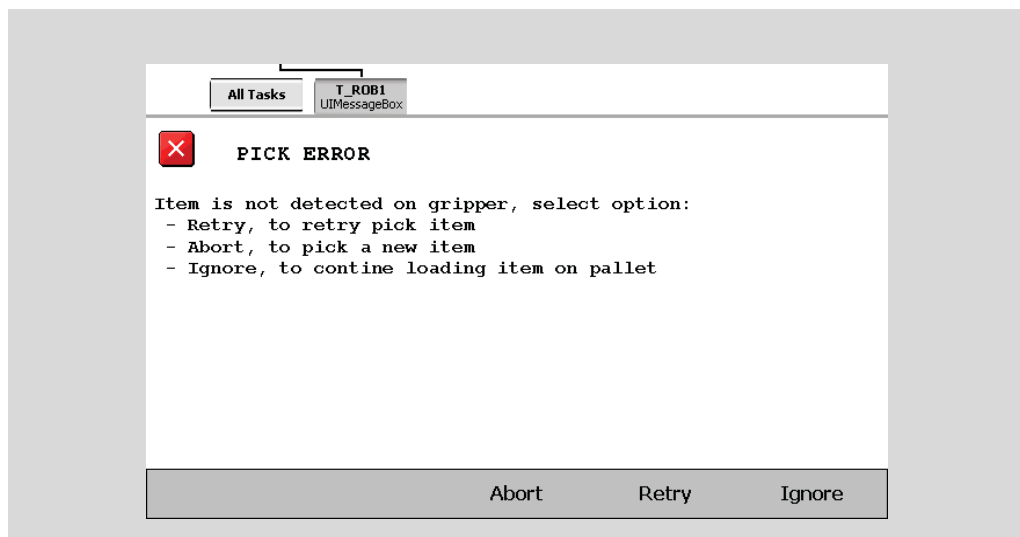 All Tasks
T_ROB1
UIMessageBox
PICK ERROR
Item is not detected on gripper, select option:
- Retry, to retry pick item
- Abort, to pick a new item
- Ignore, to contine loading item on pallet
Abort Retry Ignore